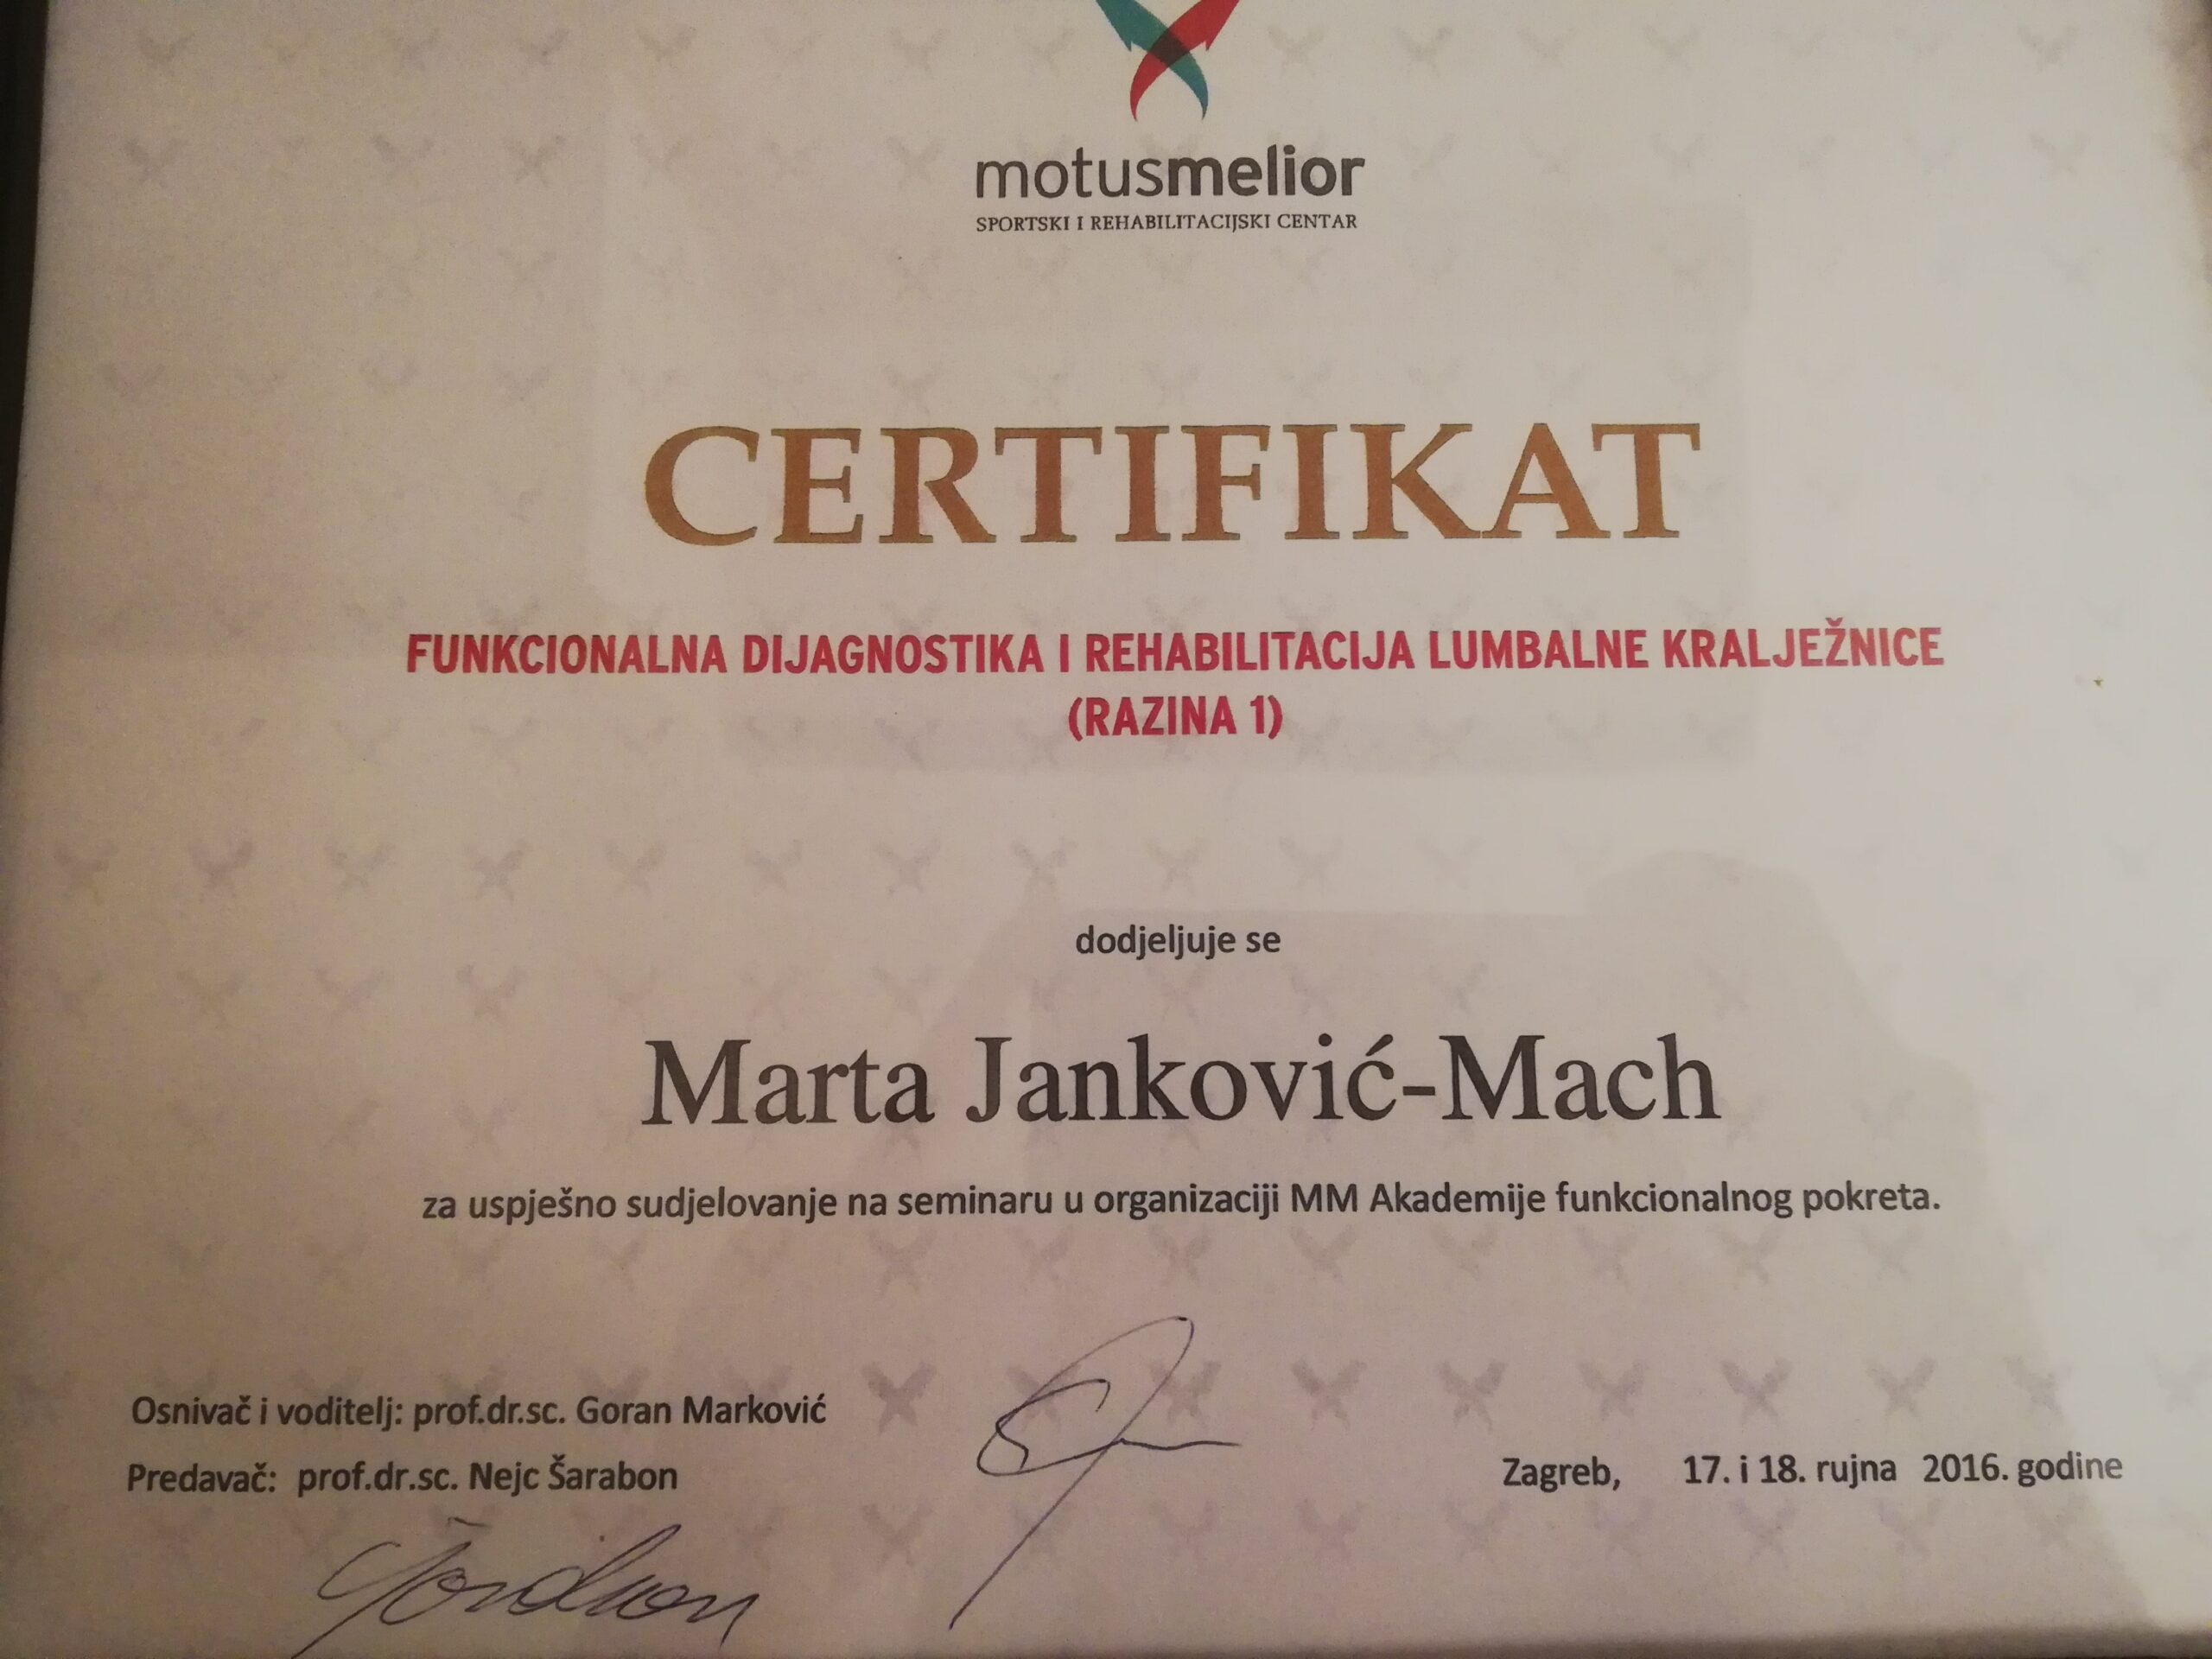 motusmelior
SPORTSKI I REHABILITACIJSKI CENTAR
CERTIFIKAT
FUNKCIONALNA DIJAGNOSTIKA I REHABILITACIJA LUMBALNE KRALJEŽNICE
(RAZINA 1)
dodjeljuje se
Marta Janković-Mach
za uspješno sudjelovanje na seminaru u organizaciji MM Akademije funkcionalnog pokreta.
Osnivač i voditelj: prof.dr.sc. Goran Marković
Predavač: prof.dr.sc. Nejc Šarabon
Zagreb, 17. i 18. rujna 2016. godine